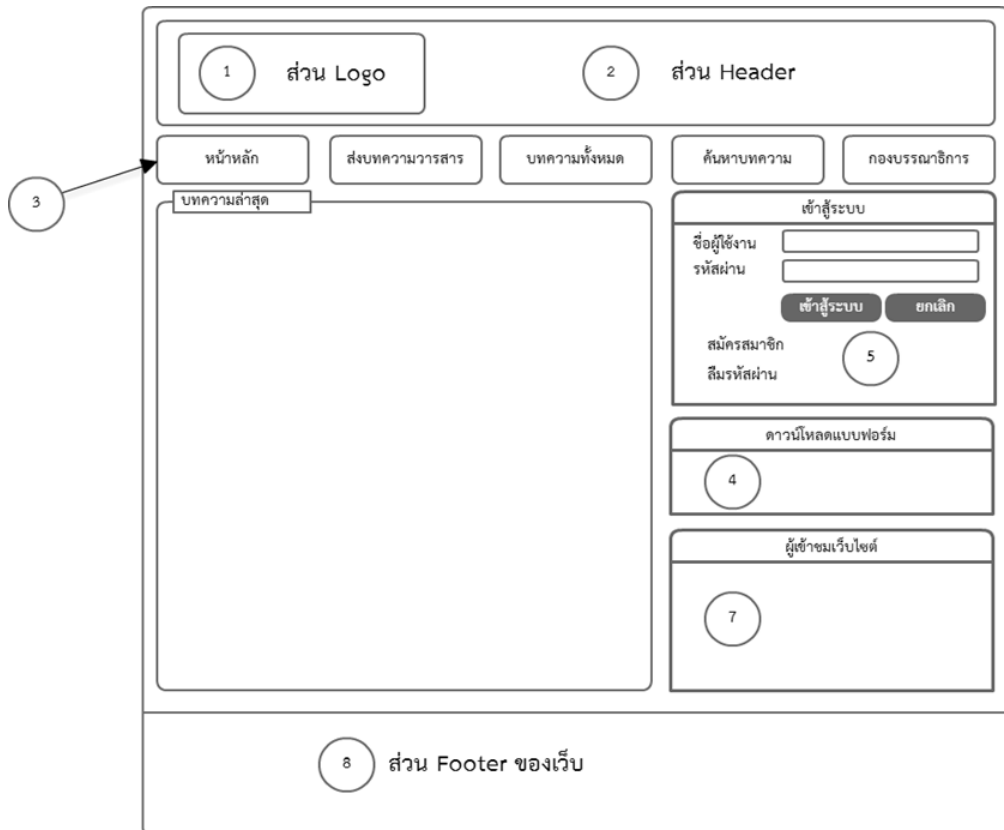 1 ส่วน Logo
2 ส่วน Header
หน้าหลัก
ส่งบทความวารสาร
บทความทั้งหมด
ค้นหาบทความ
กองบรรณาธิการ
3
บทความล่าสุด
เข้าสู้ระบบ
ชื่อผู้ใช้งาน
รหัสผ่าน
เข้าสู้ระบบ
ยกเลิก
สมัครสมาชิก
5
ลืมรหัสผ่าน
ดาวน์โหลดแบบฟอร์ม
4
ผู้เข้าชมเว็บไซต์
7
8 ส่วน Footer ของเว็บ